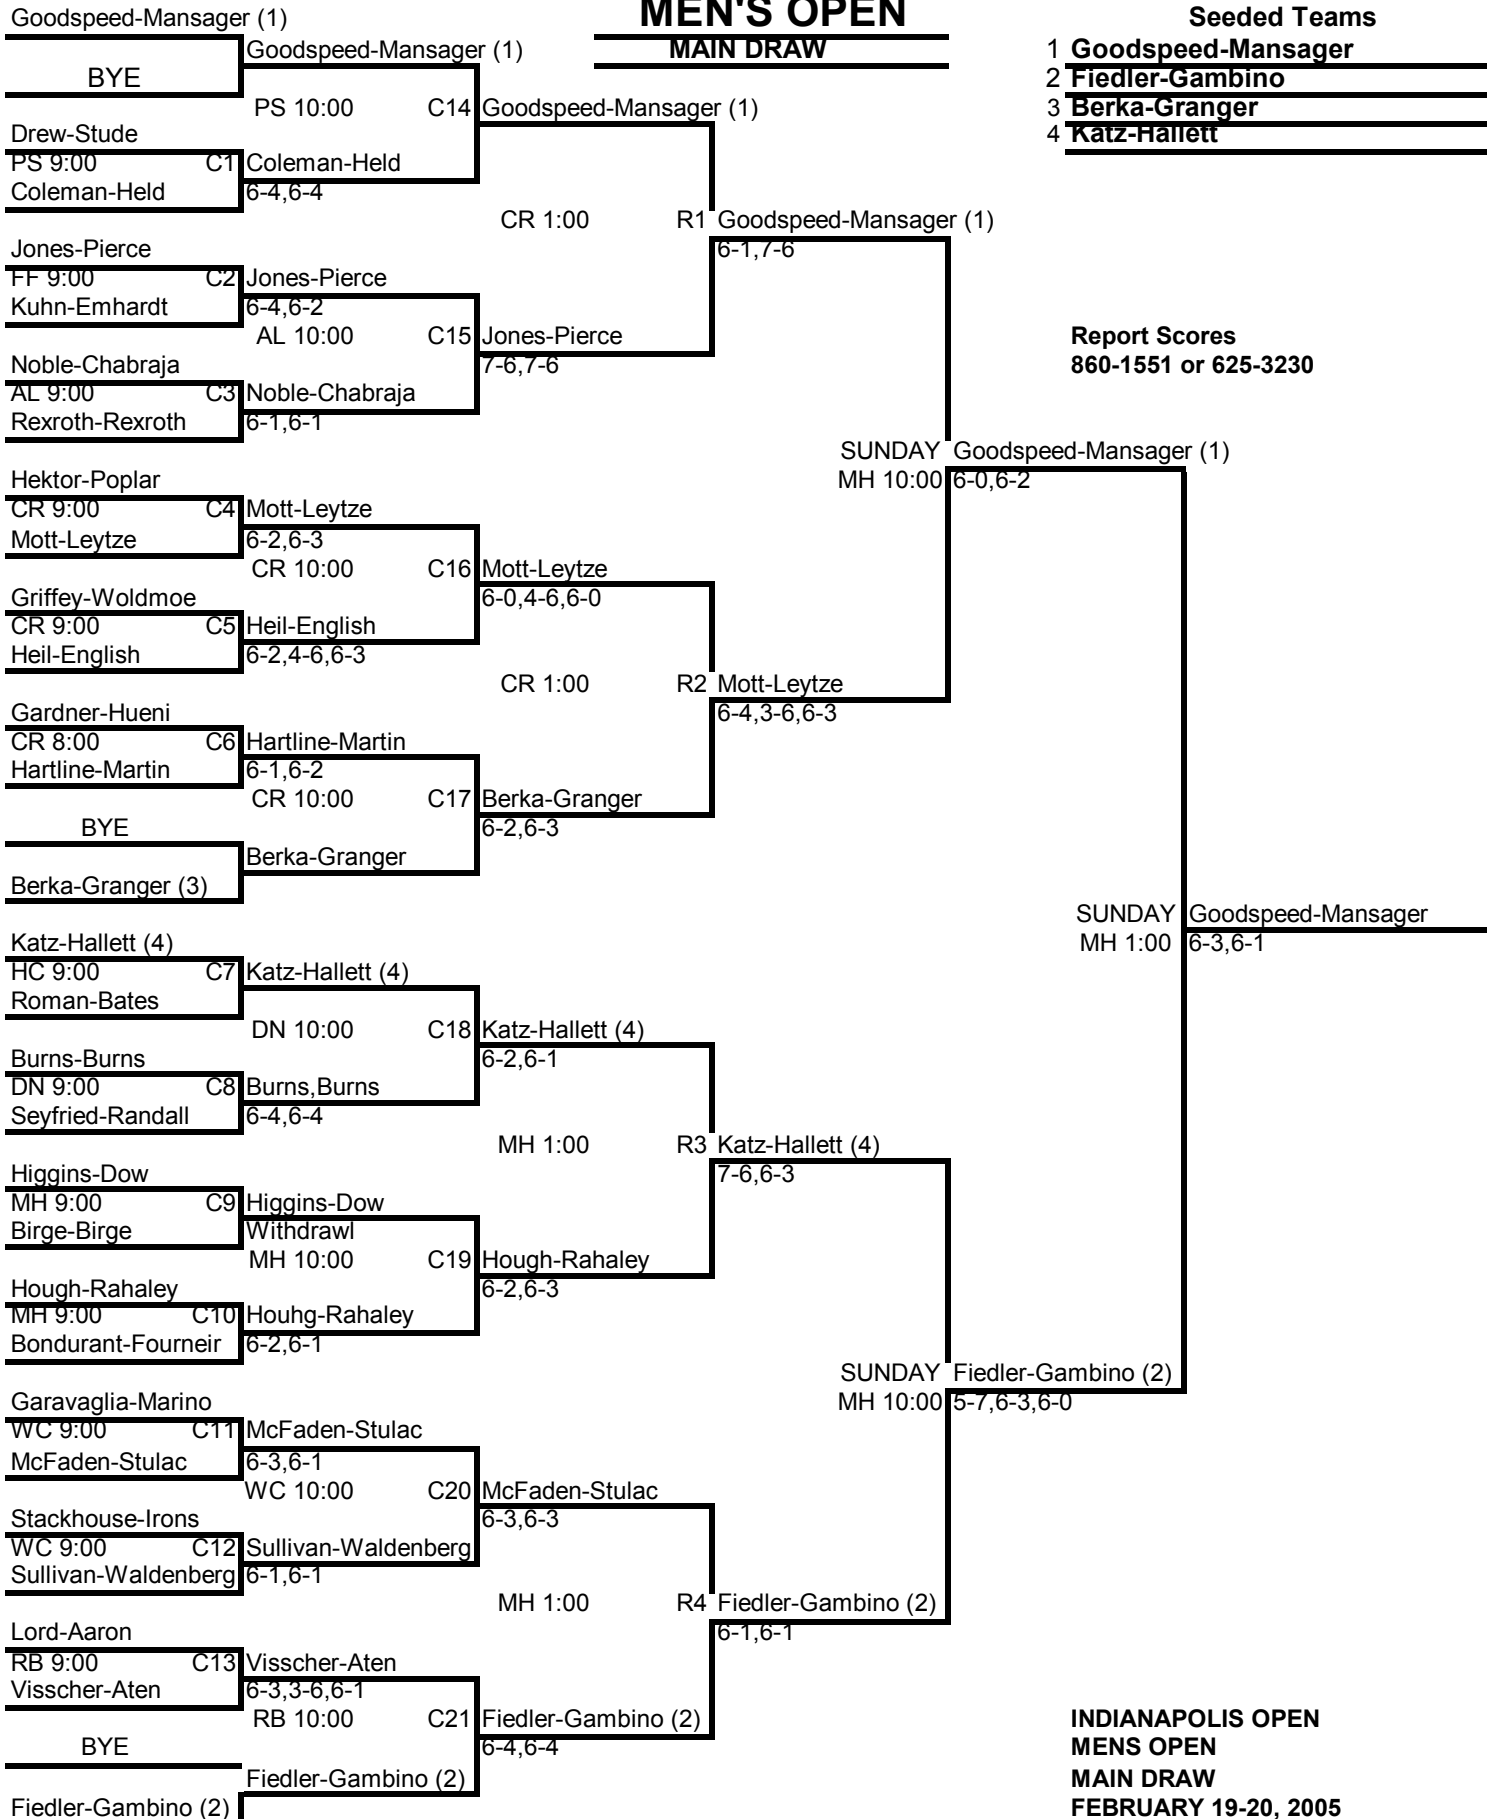 MEN'S OPEN
MAIN DRAW
Seeded Teams
1 Goodspeed-Mansager
2 Fiedler-Gambino
3 Berka-Granger
4 Katz-Hallett
Goodspeed-Mansager (1)
BYE
Drew-Stude
PS 9:00 C1
Coleman-Held
Jones-Pierce
FF 9:00 C2
Kuhn-Emhardt
Noble-Chabraja
AL 9:00 C3
Rexroth-Rexroth
Hektor-Poplar
CR 9:00 C4
Mott-Leytze
Griffey-Woldmoe
CR 9:00 C5
Heil-English
Gardner-Hueni
CR 8:00 C6
Hartline-Martin
BYE
Berka-Granger (3)
Katz-Hallett (4)
HC 9:00 C7
Roman-Bates
Burns-Burns
DN 9:00 C8
Seyfried-Randall
Higgins-Dow
MH 9:00 C9
Birge-Birge
Hough-Rahaley
MH 9:00 C10
Bondurant-Fourneir
Garavaglia-Marino
WC 9:00 C11
McFaden-Stulac
Stackhouse-Irons
WC 9:00 C12
Sullivan-Waldenberg
Lord-Aaron
RB 9:00 C13
Visscher-Aten
BYE
Fiedler-Gambino (2)
Goodspeed-Mansager (1)
PS 10:00 C14
Coleman-Held
6-4,6-4
Jones-Pierce
6-4,6-2
AL 10:00 C15
Noble-Chabraja
6-1,6-1
Mott-Leytze
6-2,6-3
CR 10:00 C16
Heil-English
6-2,4-6,6-3
Hartline-Martin
6-1,6-2
CR 10:00 C17
Berka-Granger
Katz-Hallett (4)
DN 10:00 C18
Burns,Burns
6-4,6-4
Higgins-Dow
Withdrawl
MH 10:00 C19
Houhg-Rahaley
6-2,6-1
McFaden-Stulac
6-3,6-1
WC 10:00 C20
Sullivan-Waldenberg
6-1,6-1
Visscher-Aten
6-3,3-6,6-1
RB 10:00 C21
Fiedler-Gambino (2)
Goodspeed-Mansager (1)
CR 1:00 R1
Jones-Pierce
7-6,7-6
Mott-Leytze
6-0,4-6,6-0
CR 1:00 R2
Berka-Granger
6-2,6-3
Katz-Hallett (4)
6-2,6-1
MH 1:00 R3
Hough-Rahaley
6-2,6-3
McFaden-Stulac
6-3,6-3
MH 1:00 R4
Fiedler-Gambino (2)
6-4,6-4
Goodspeed-Mansager (1)
6-1,7-6
SUNDAY
MH 10:00
Mott-Leytze
6-4,3-6,6-3
Katz-Hallett (4)
7-6,6-3
SUNDAY
MH 10:00
Fiedler-Gambino (2)
6-1,6-1
Goodspeed-Mansager (1)
6-0,6-2
SUNDAY
MH 1:00
Fiedler-Gambino (2)
5-7,6-3,6-0
Goodspeed-Mansager
6-3,6-1
Report Scores
860-1551 or 625-3230
INDIANAPOLIS OPEN
MENS OPEN
MAIN DRAW
FEBRUARY 19-20, 2005